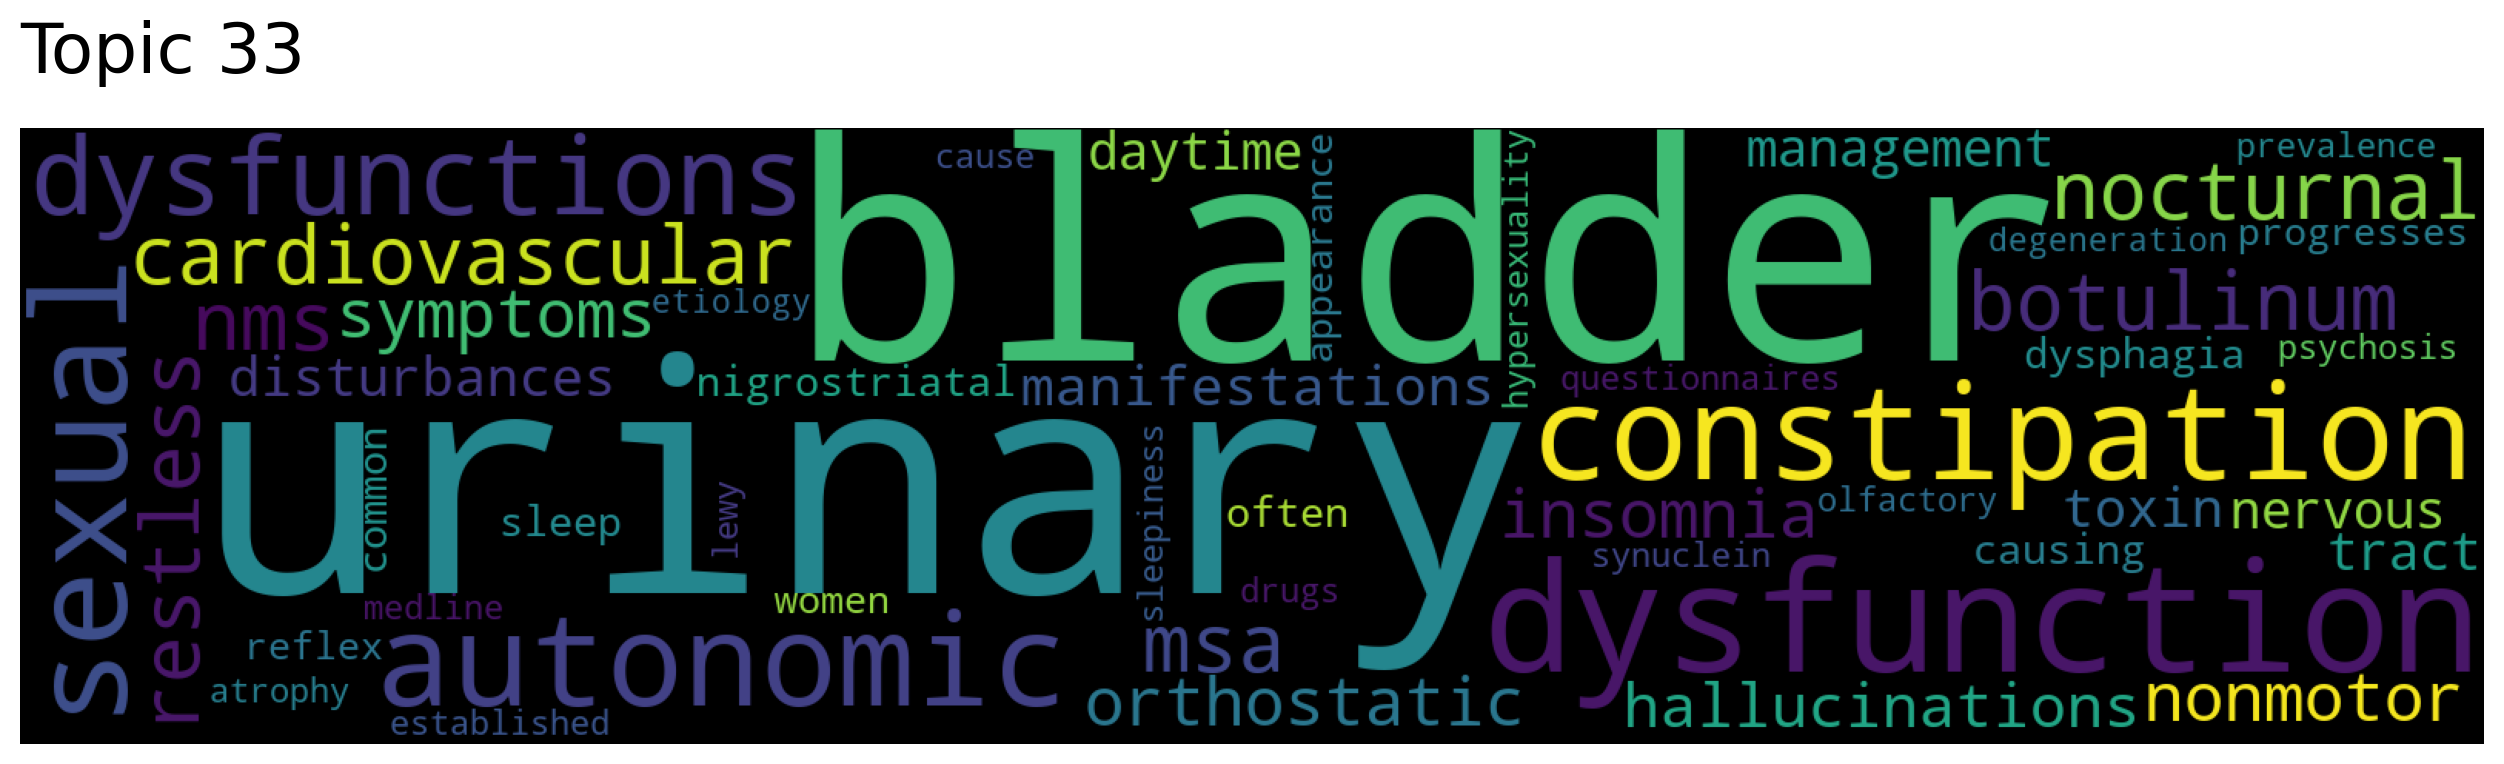 Topic 33
dysfunctions
bladder
cause
daytime
appearance
hypersexuality
management
prevalence
nocturnal
cardiovascular
degeneration
progresses
sexual
nms
symptoms
etiology
botulinum
restless
disturbances
nigrostriatal
manifestations
questionnaires
dysphagia
psychosis
urinary
constipation
common
sleep
lewy
sleepiness
often
insomnia
olfactory
toxin
nervous
synuclein
causing
tract
medline
women
drugs
dysfunction
reflex
autonomic
msa
atrophy
established
orthostatic
hallucinations
nonmotor